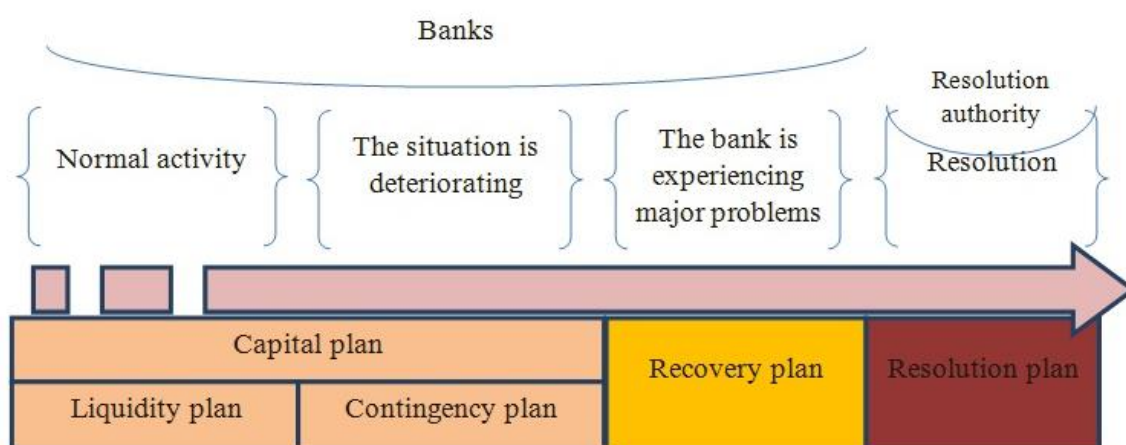 Banks
Resolution
authority
Normal activity
The situation is
deteriorating
The bank is
experiencing
major problems
Resolution
Capital plan
Liquidity plan
Contingency plan
Recovery plan
Resolution plan